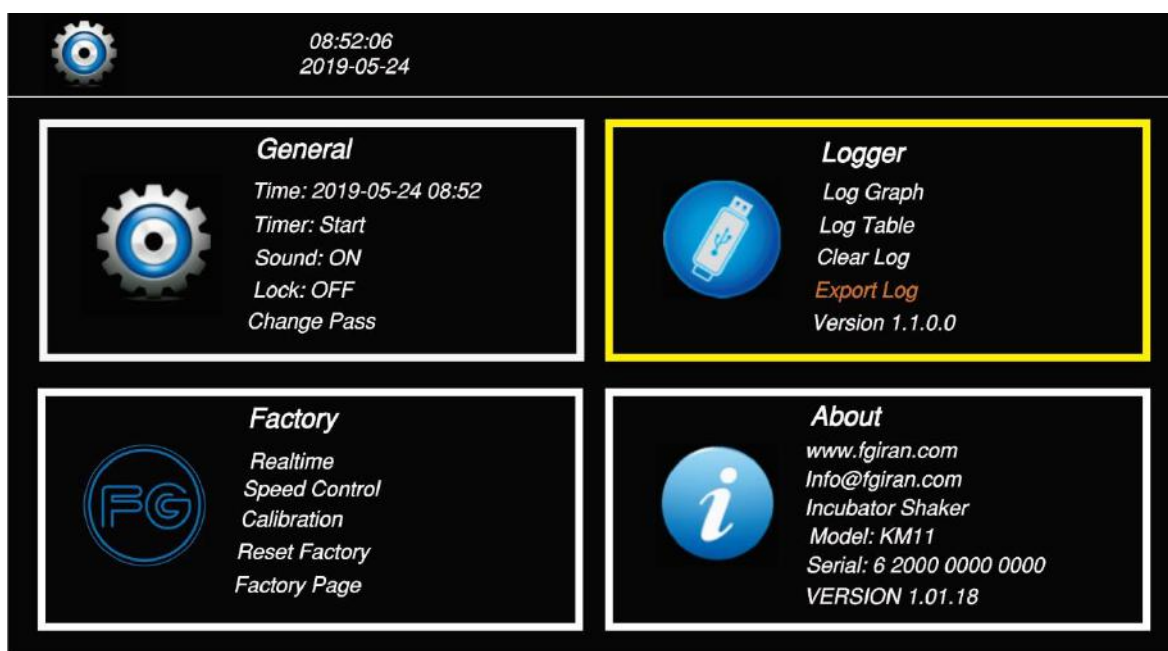 08:52:06
2019-05-24
General
Time: 2019-05-24 08:52
Timer: Start
Sound: ON
Lock: OFF
Change Pass
Logger
Log Graph
Log Table
Clear Log
Export Log
Version 1.1.0.0
FG
Factory
Realtime
Speed Control
Calibration
Reset Factory
Factory Page
i
About
www.fgiran.com
Info@fgiran.com
Incubator Shaker
Model: KM11
Serial: 6 2000 0000 0000
VERSION 1.01.18